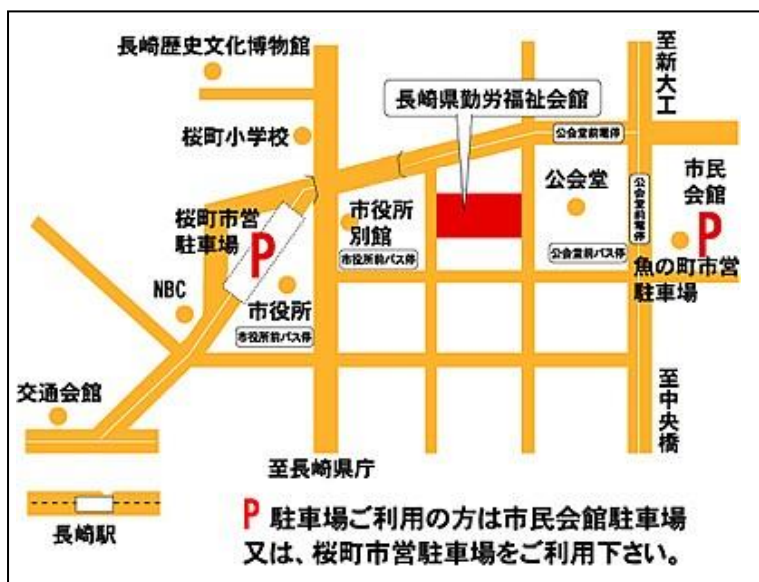 長崎歴史文化博物館
至新大工
長崎県勤労福祉会館
桜町小学校
公会堂前電停
市民
会館
公会堂
公会堂前電停
P
桜町市営
駐車場
P
市役所
別館
市役所前バス停
公会堂前バス停
魚の町市営
駐車場
NBC
市役所
市役所前バス停
交通会館
至中央橋
至長崎県庁
長崎駅
P 駐車場ご利用の方は市民会館駐車場
又は、桜町市営駐車場をご利用下さい。